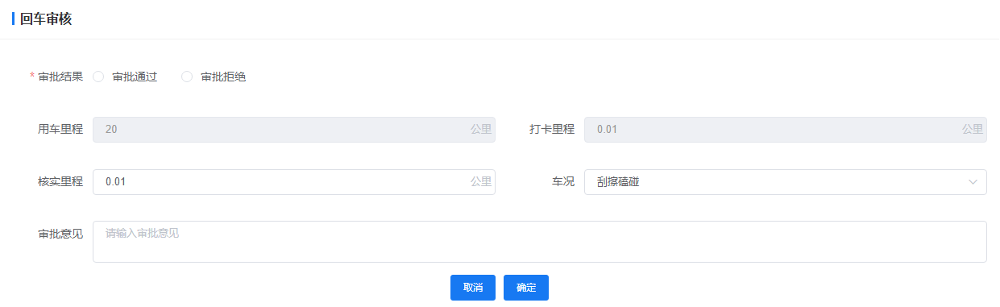 回车审核
* 审批结果 审批通过 审批拒绝
用车里程 20 公里 打卡里程 0.01 公里
核实里程 0.01 公里 车况 刮擦磕碰
审批意见 请输入审批意见
取消 确定